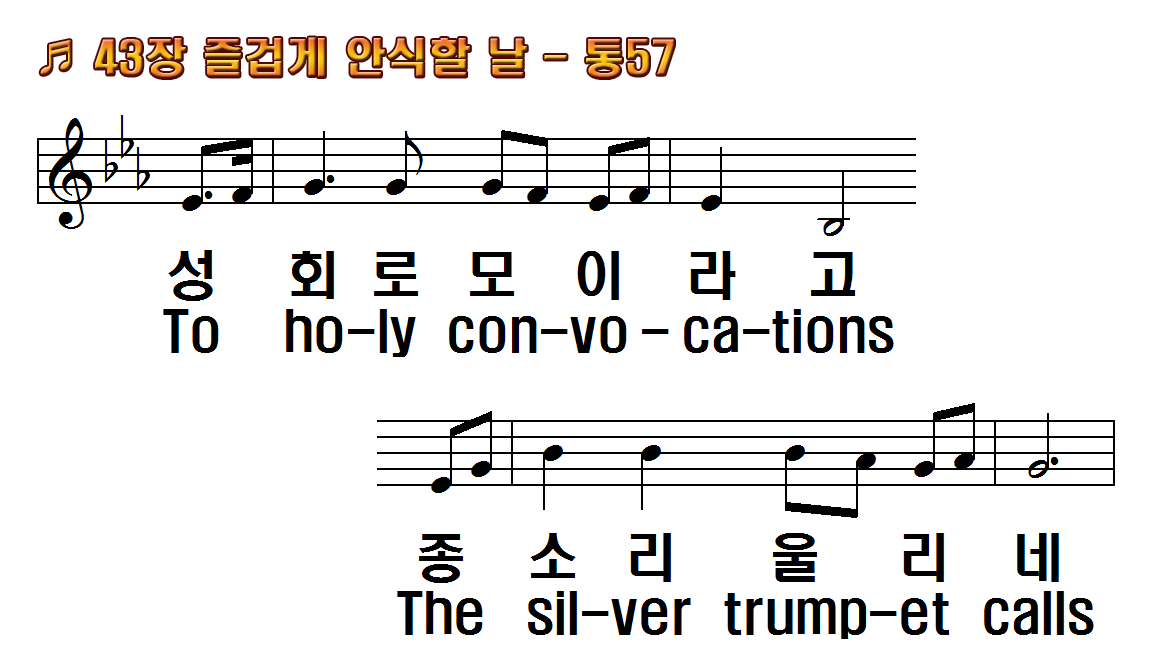 43장 즐겁게 안식할 날 - 통57
성 회 로 모 이 라 고
To ho-ly con-vo-ca-tions
종 소 리 울 리 네
The sil-ver trump-et calls